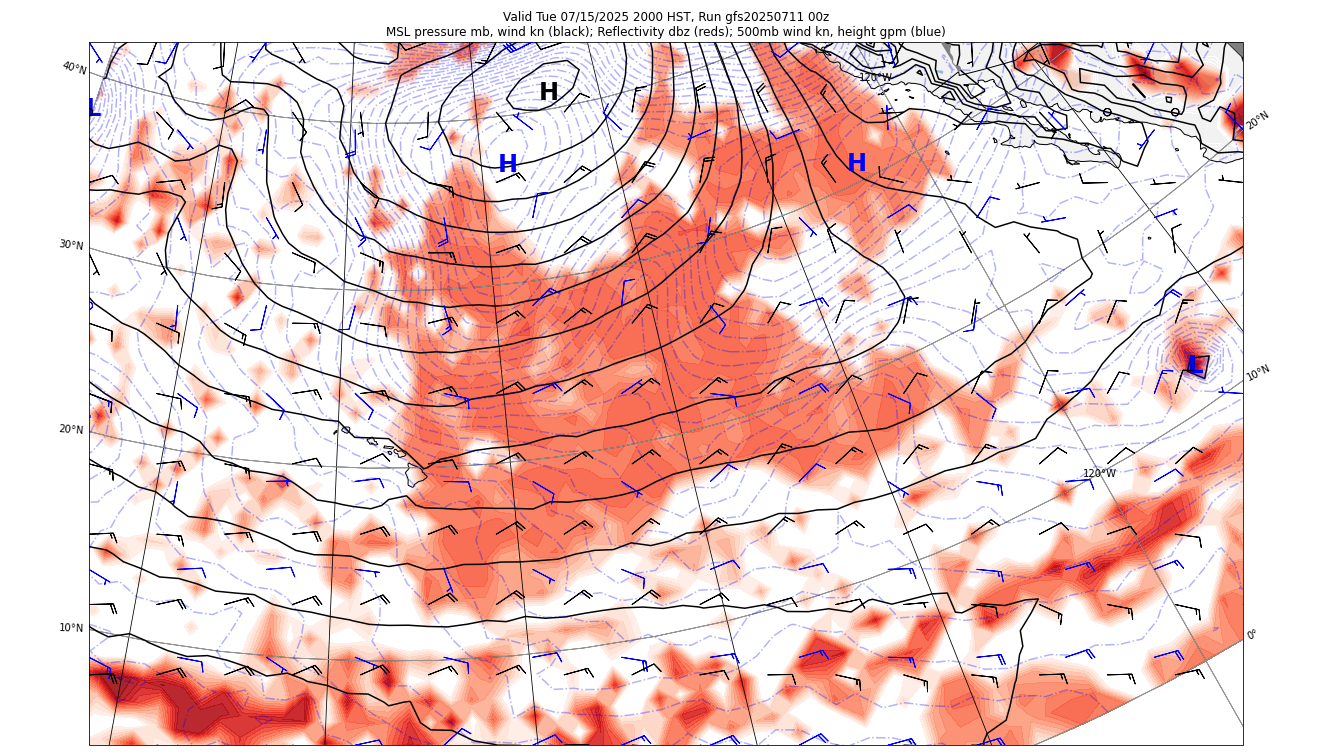 Valid Tue 07/15/2025 2000 HST, Run gfs20250711 00z
MSL pressure mb, wind kn (black); Reflectivity dbz (reds); 500mb wind kn, height gpm (blue)
40°N
120°W
H
L
20°N
H
H
30°N
L
10°N
20°N
120°W
10°N
0°